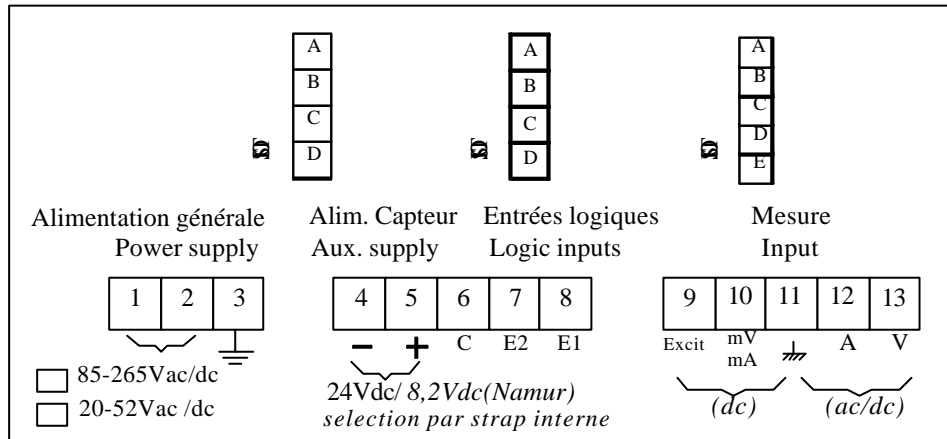 A A A
B B B
C C C
D D D
E
Alimentation générale Alim. Capteur Entrées logiques Mesure
Power supply Aux. supply Logic inputs Input
1 2 3 4 5 6 7 8 9 10 11 12 13
− + C E2 E1 Excit mV A V
mA
85-265Vac/dc 24Vdc/ 8,2Vdc(Namur) (dc) (ac/dc)
20-52Vac /dc selection par strap interne